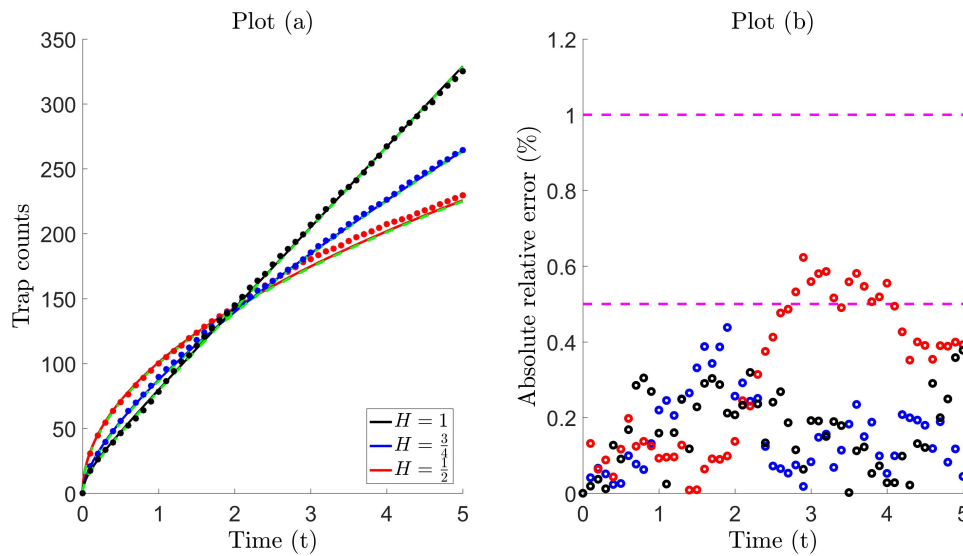 Plot (a)
350
300
250
200
150
100
50
0
Trap counts
0 1 2 3 4 5
Time (t)
H = 1
H = 3/4
H = 1/2
Plot (b)
1.2
1
0.8
0.6
0.4
0.2
0
Absolute relative error (%)
0 1 2 3 4 5
Time (t)